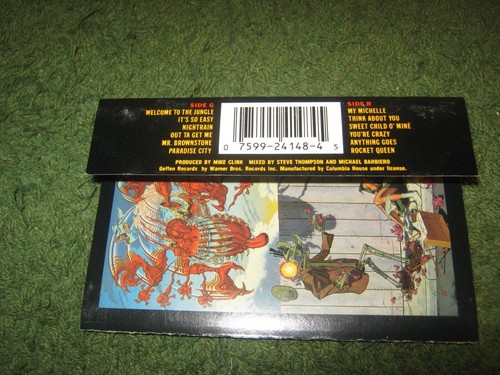 SIDE G
WELCOME TO THE JUNGLE
IT'S SO EASY
NIGHTRAIN
OUT TA GET ME
MR. BROWNSTONE
PARADISE CITY
0 7599-24148-4 5
SIDE R
MY MICHELLE
THINK ABOUT YOU
SWEET CHILD O' MINE
YOU'RE CRAZY
ANYTHING GOES
ROCKET QUEEN
PRODUCED BY MIKE CLINK MIXED BY STEVE THOMPSON AND MICHAEL BARBIERO
Geffen Records by Warner Bros. Records Inc. Manufactured by Columbia House under license.